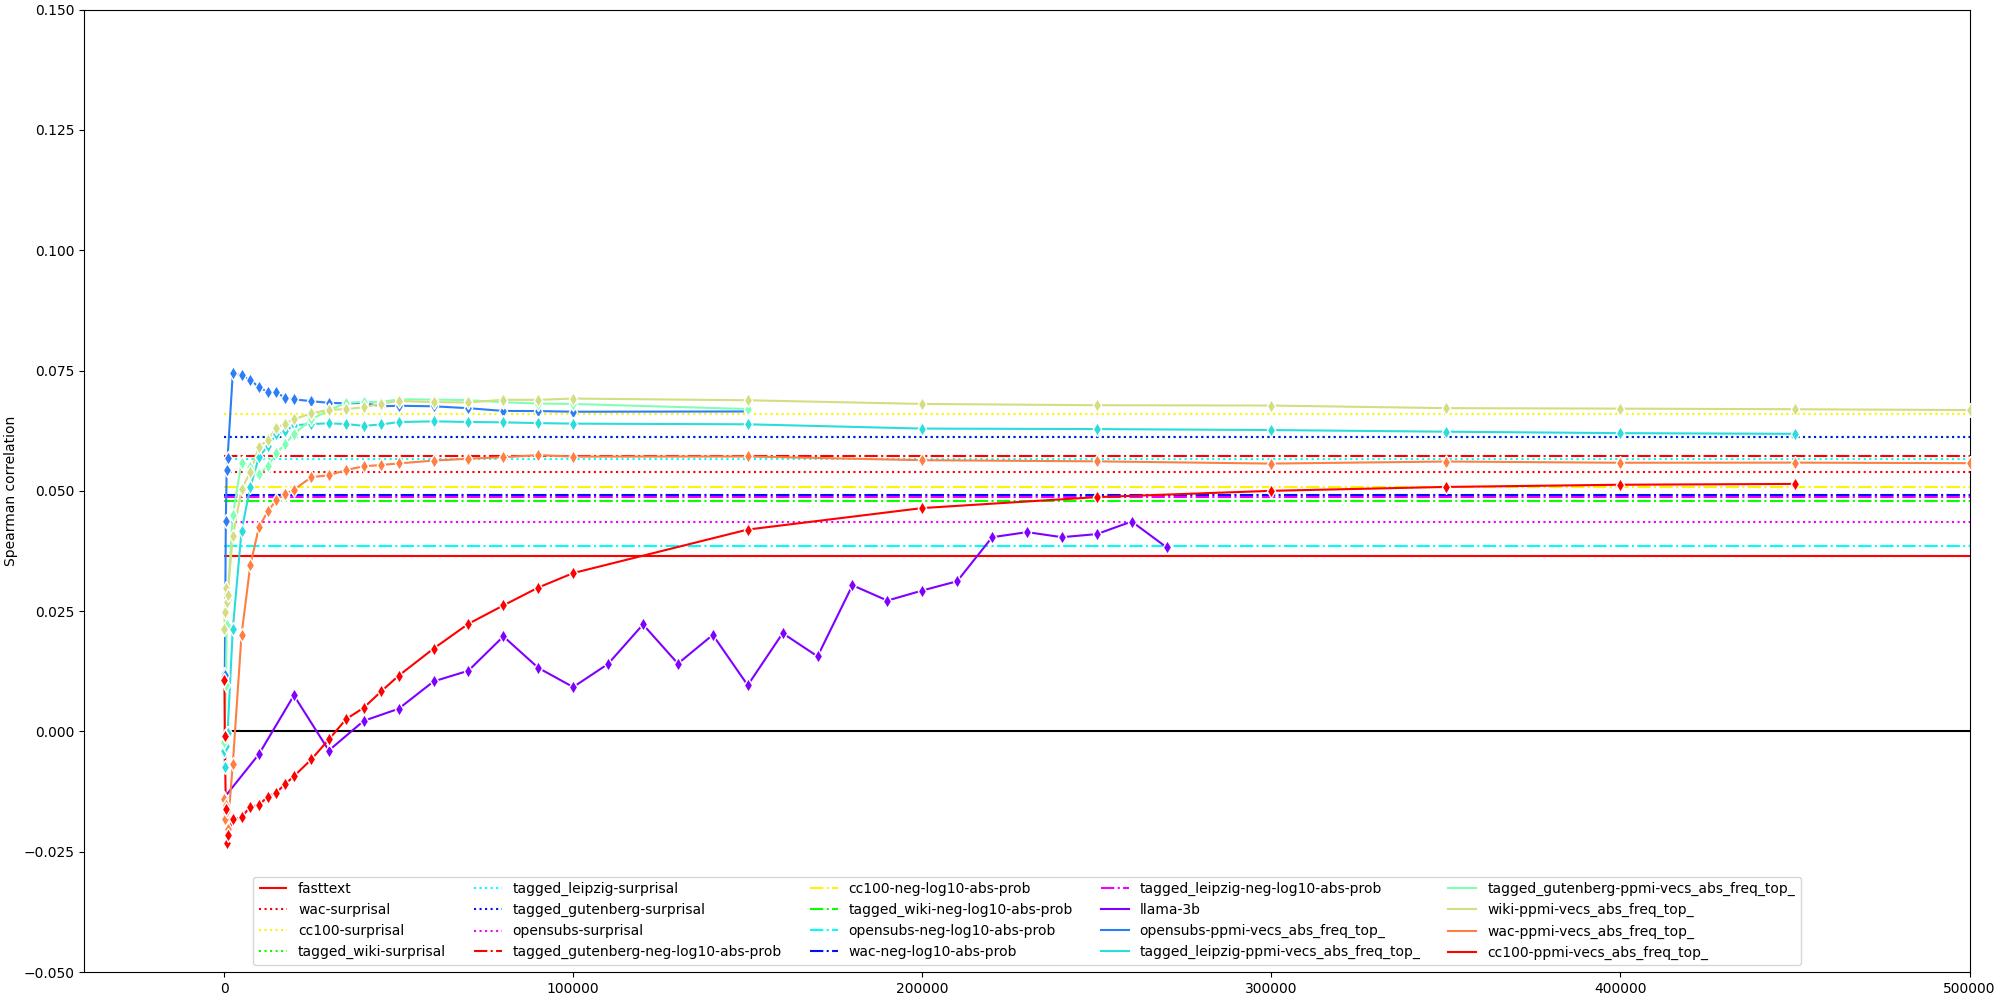 0.150
0.125
0.100
0.075
0.050
0.025
0.000
−0.025
−0.050
Spearman correlation
fasttext
wac-surprisal
cc100-surprisal
tagged_wiki-surprisal
tagged_leipzig-surprisal
tagged_gutenberg-surprisal
opensubs-surprisal
tagged_gutenberg-neg-log10-abs-prob
cc100-neg-log10-abs-prob
tagged_wiki-neg-log10-abs-prob
opensubs-neg-log10-abs-prob
wac-neg-log10-abs-prob
tagged_leipzig-neg-log10-abs-prob
llama-3b
opensubs-ppmi-vecs_abs_freq_top_
tagged_leipzig-ppmi-vecs_abs_freq_top_
tagged_gutenberg-ppmi-vecs_abs_freq_top_
wiki-ppmi-vecs_abs_freq_top_
wac-ppmi-vecs_abs_freq_top_
cc100-ppmi-vecs_abs_freq_top_
0 100000 200000 300000 400000 500000